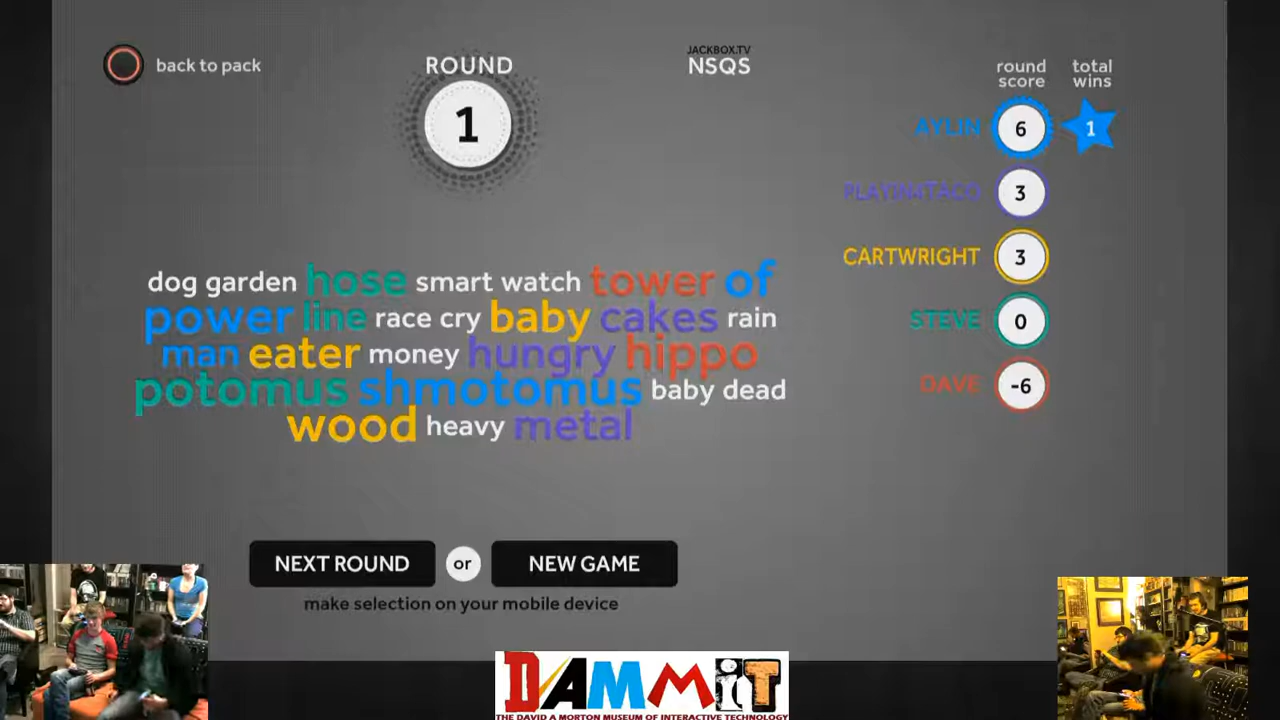 back to pack
ROUND
1
JACKBOX.TV
NSQS
round score
total wins
AYLIN 6 1
3
CARTWRIGHT 3
STEVE 0
DAVE -6
dog garden hose smart watch tower of
power line race cry baby cakes rain
man eater money hungry hippo
potomus shmotomus baby dead
wood heavy metal
NEXT ROUND or NEW GAME
make selection on your mobile device
DAMMiT
THE DAVID A MORTON MUSEUM OF INTERACTIVE TECHNOLOGY